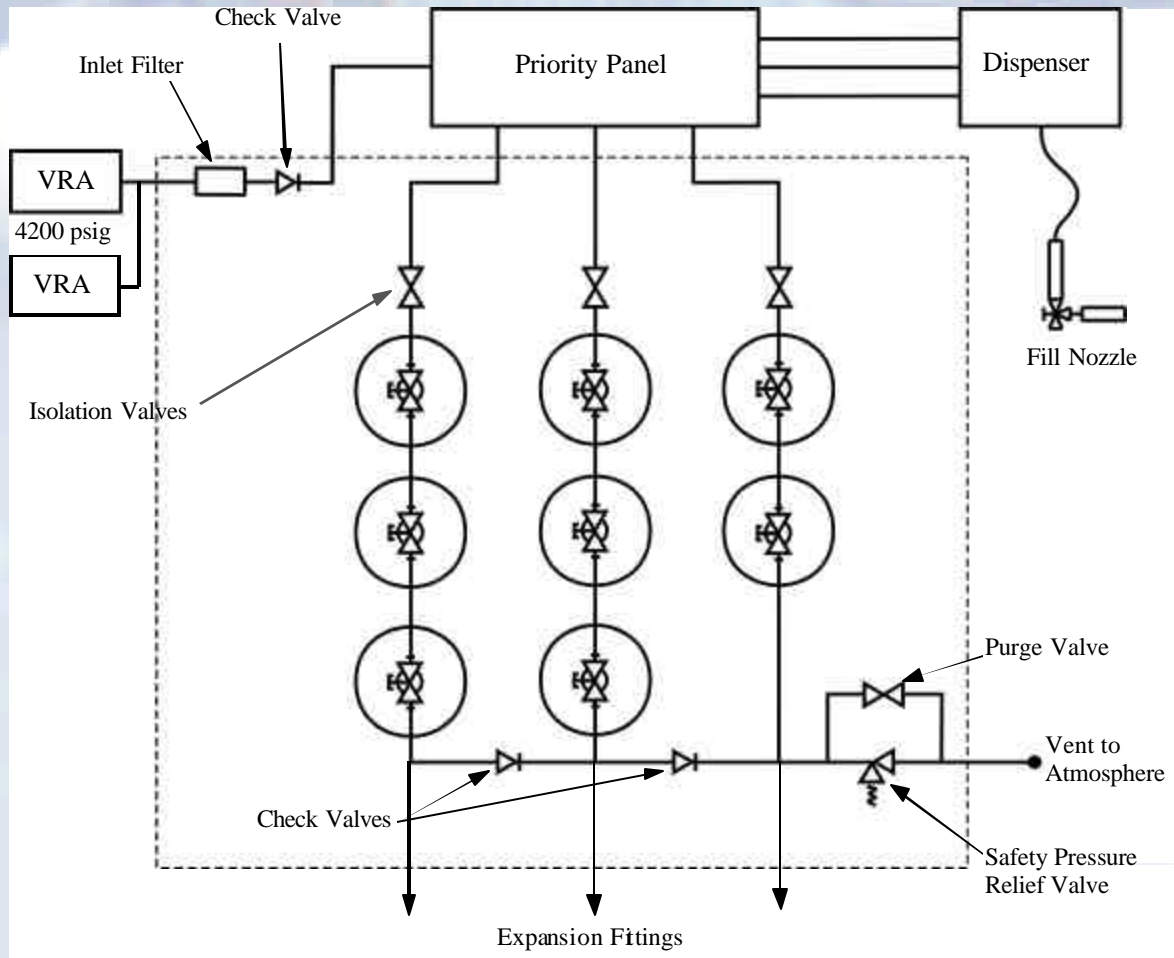 Check Valve
Inlet Filter
Priority Panel
Dispenser
VRA
4200 psig
VRA
Fill Nozzle
Isolation Valves
Purge Valve
Vent to
Atmosphere
Check Valves
Safety Pressure
Relief Valve
Expansion Fittings